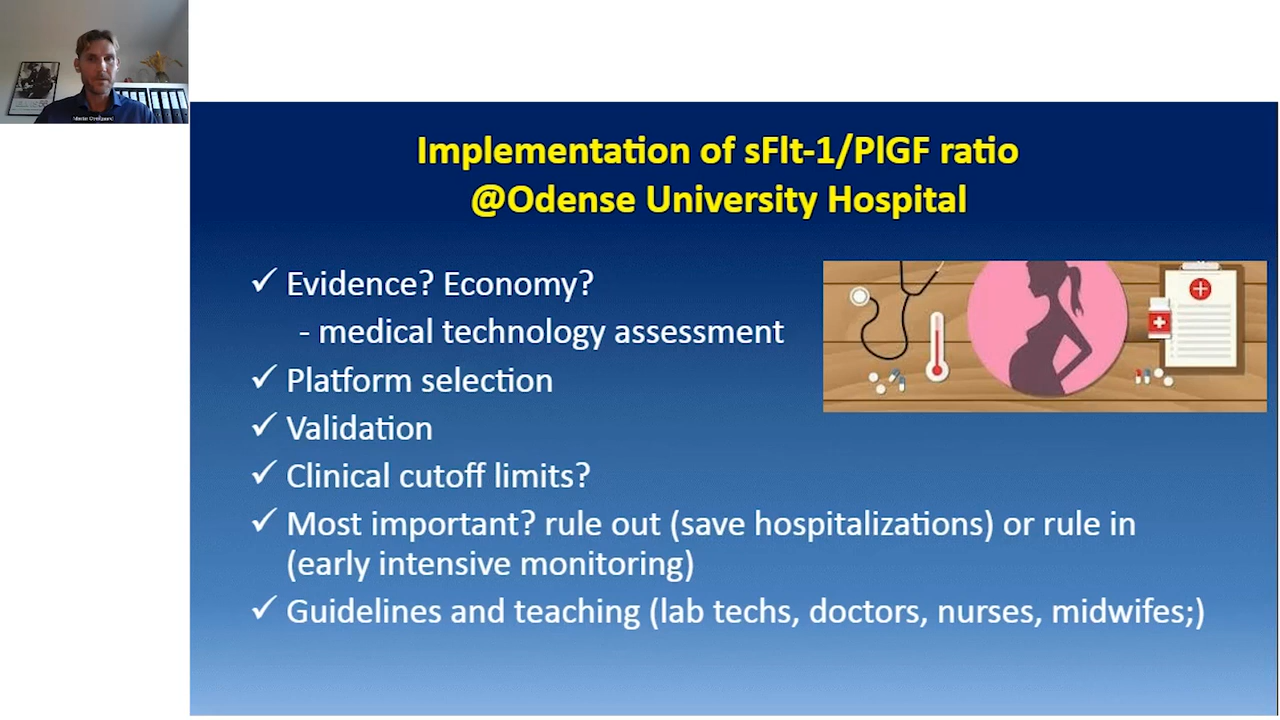 Implementation of sFlt-1/PlGF ratio
@Odense University Hospital
✓ Evidence? Economy?
- medical technology assessment
✓ Platform selection
✓ Validation
✓ Clinical cutoff limits?
✓ Most important? rule out (save hospitalizations) or rule in
(early intensive monitoring)
✓ Guidelines and teaching (lab techs, doctors, nurses, midwifes;)